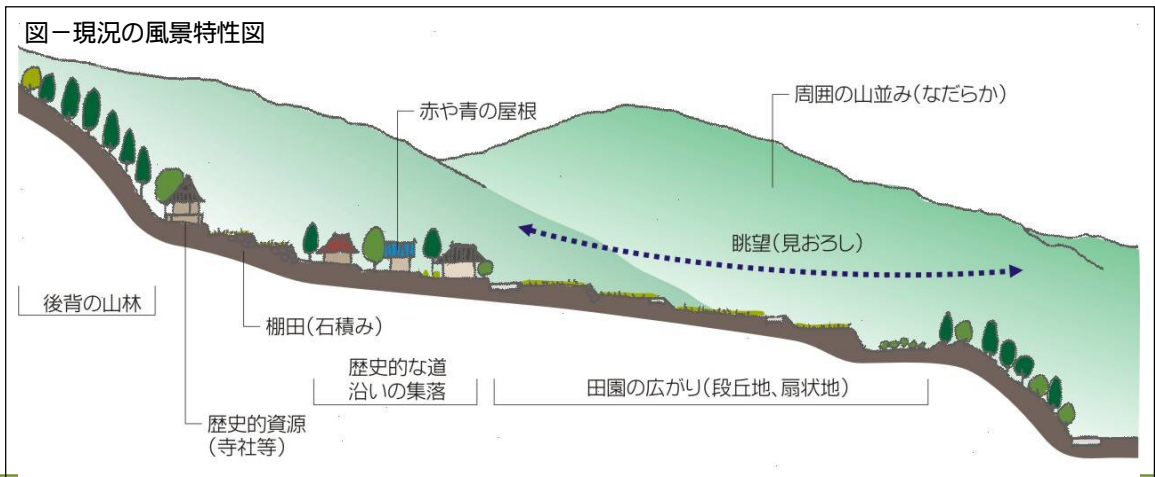 図－現況の風景特性図
周囲の山並み(なだらか)
赤や青の屋根
眺望(見おろし)
後背の山林
棚田(石積み)
歴史的な道
沿いの集落
田園の広がり(段丘地、扇状地)
歴史的資源
(寺社等)